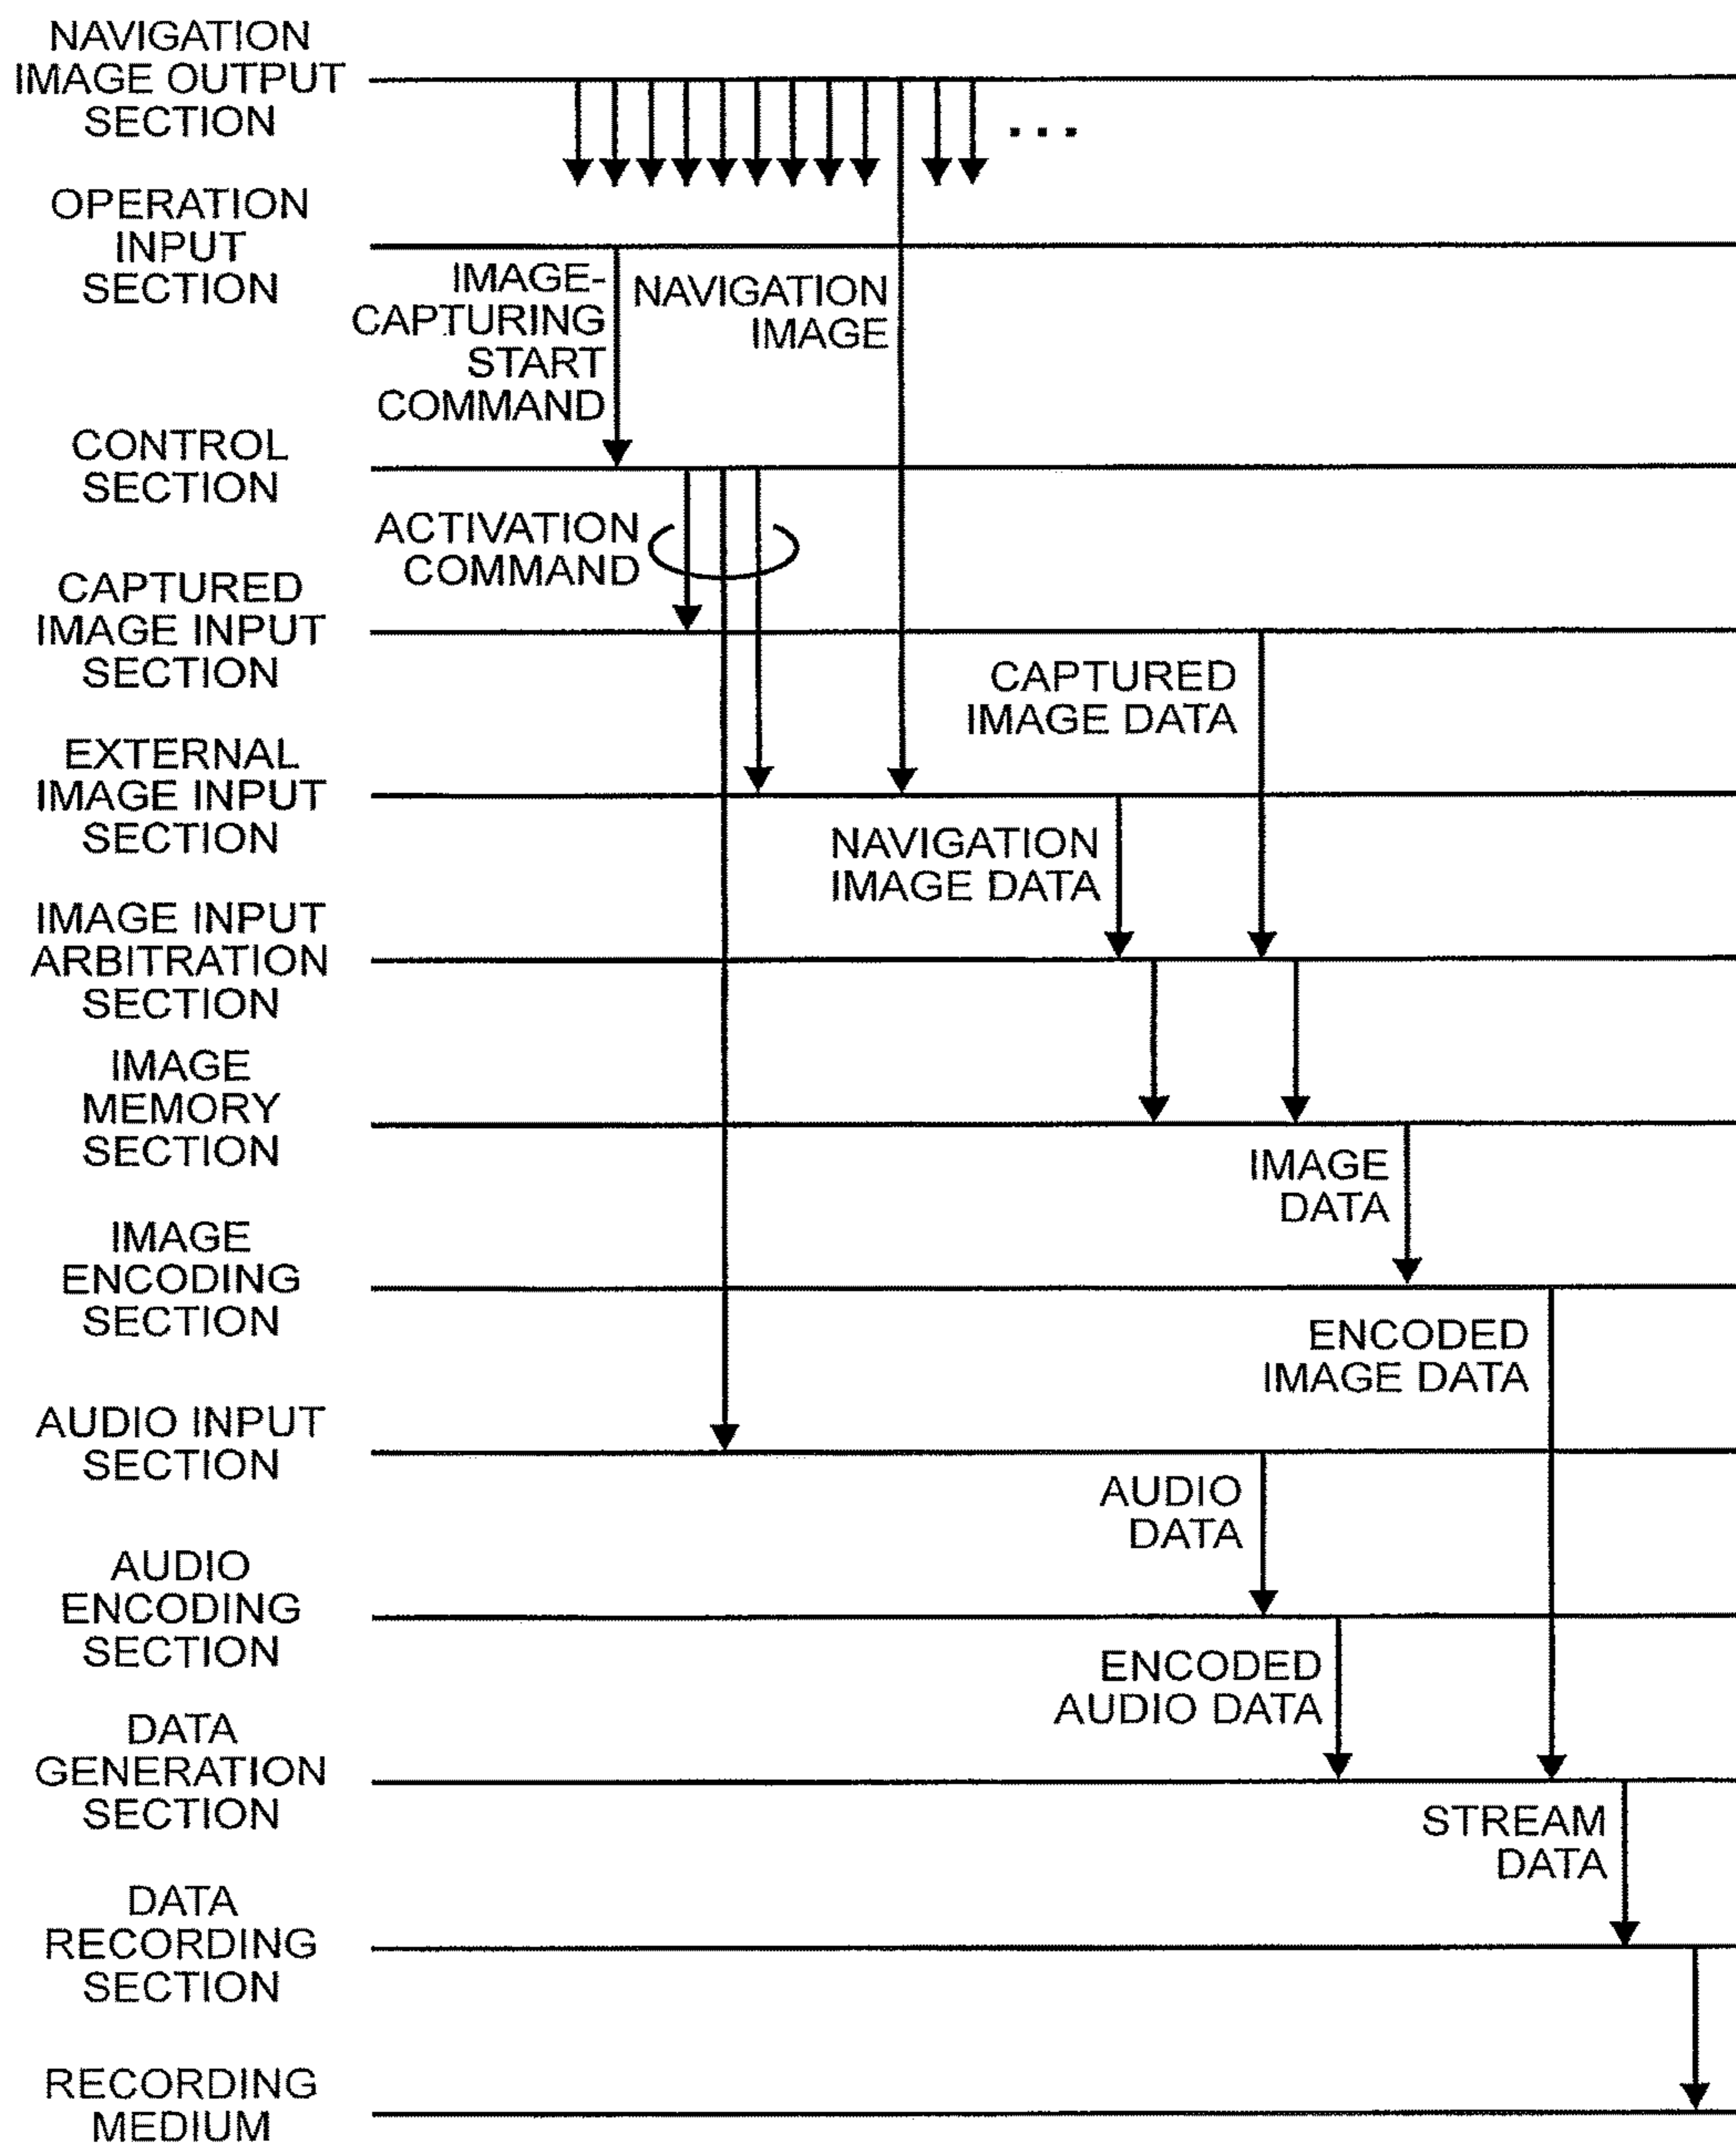 NAVIGATION
IMAGE OUTPUT
SECTION
...
OPERATION
INPUT
SECTION
IMAGE-
CAPTURING
START
COMMAND
NAVIGATION
IMAGE
CONTROL
SECTION
ACTIVATION
COMMAND
CAPTURED
IMAGE INPUT
SECTION
CAPTURED
IMAGE DATA
EXTERNAL
IMAGE INPUT
SECTION
NAVIGATION
IMAGE DATA
IMAGE INPUT
ARBITRATION
SECTION
IMAGE
MEMORY
SECTION
IMAGE
DATA
IMAGE
ENCODING
SECTION
ENCODED
IMAGE DATA
AUDIO INPUT
SECTION
AUDIO
DATA
AUDIO
ENCODING
SECTION
ENCODED
AUDIO DATA
DATA
GENERATION
SECTION
STREAM
DATA
DATA
RECORDING
SECTION
RECORDING
MEDIUM